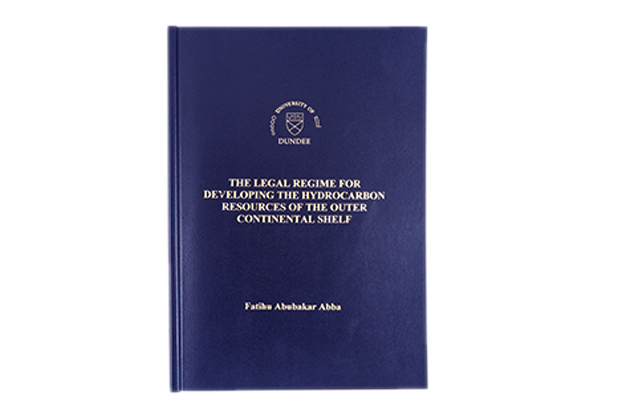 UNIVERSITY OF
DUNDEE
THE LEGAL REGIME FOR
DEVELOPING THE HYDROCARBON
RESOURCES OF THE OUTER
CONTINENTAL SHELF
Fatihu Abubakar Abba